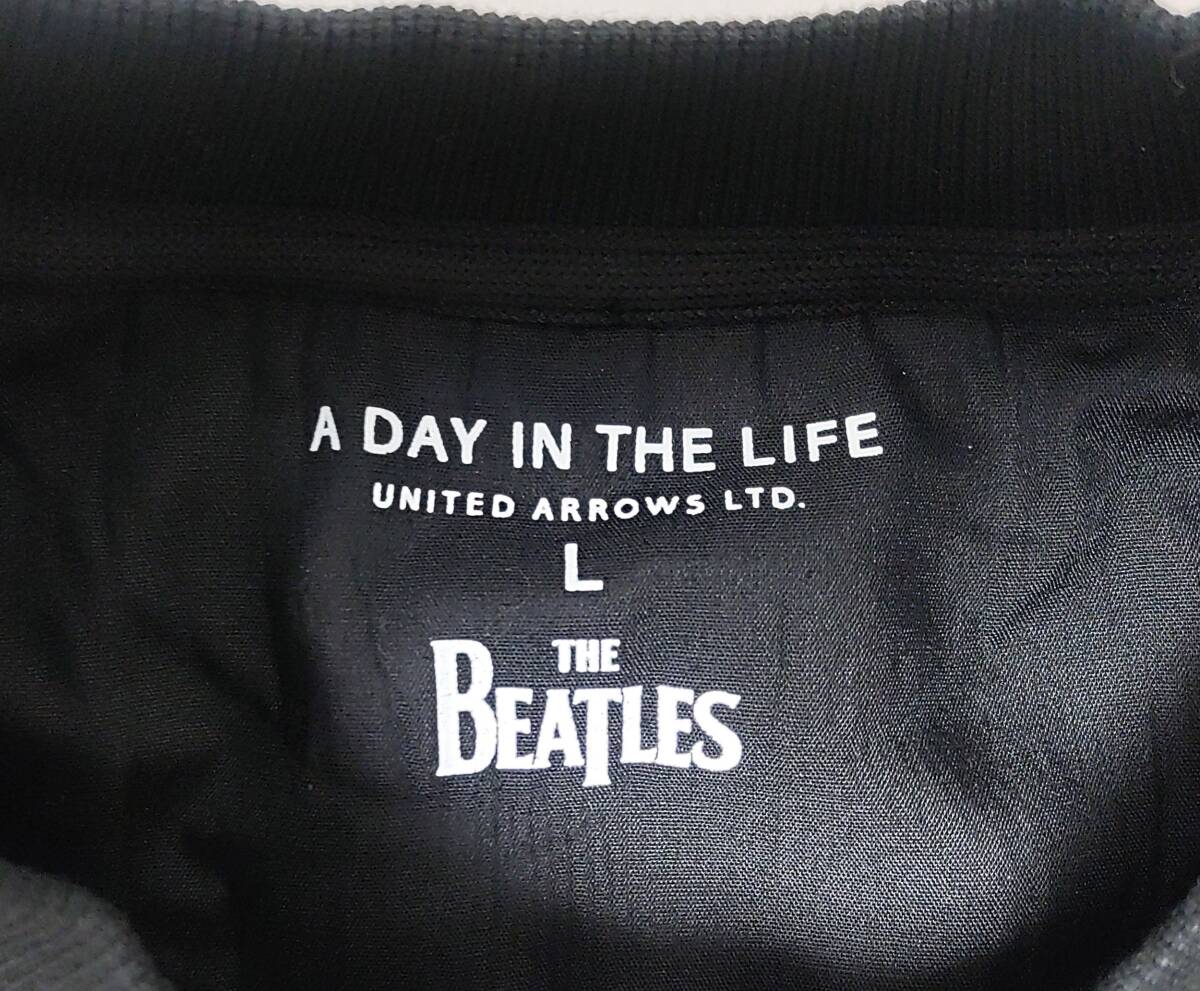 A DAY IN THE LIFE
UNITED ARROWS LTD.
L
THE
BEATLES